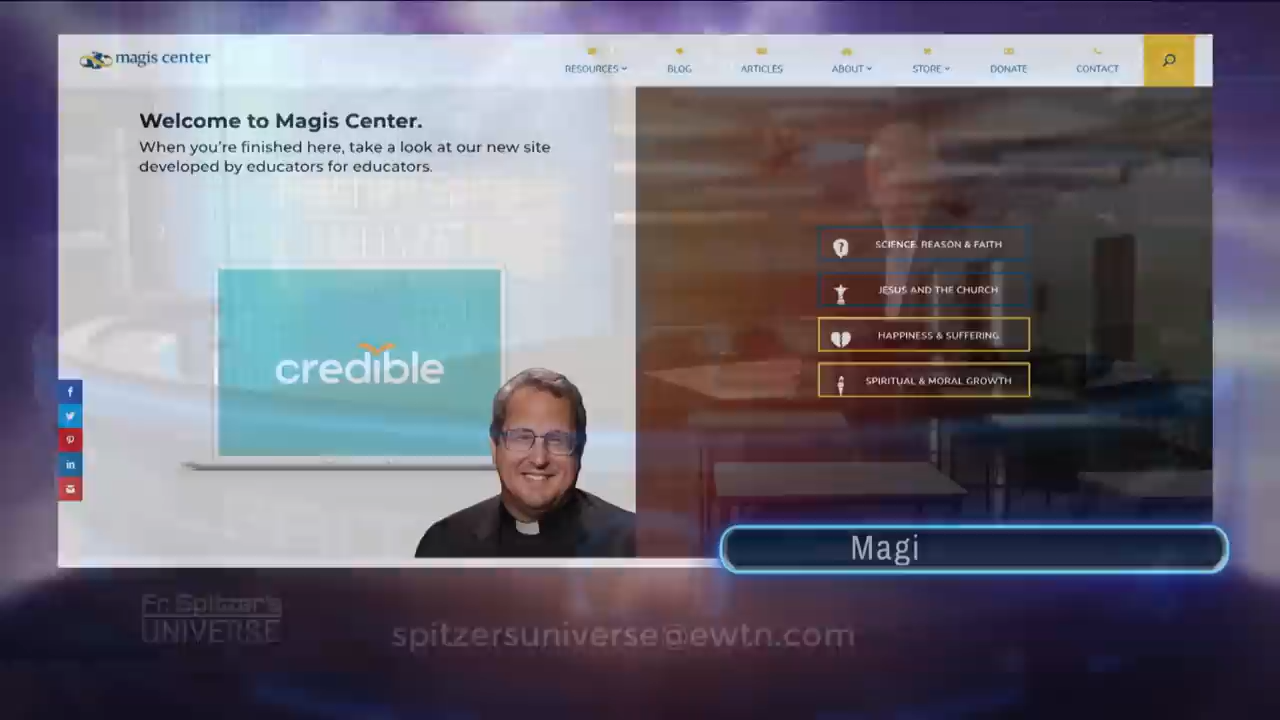 magis center
RESOURCES
BLOG
ARTICLES
ABOUT
STORE
DONATE
CONTACT
Welcome to Magis Center.
When you're finished here, take a look at our new site
developed by educators for educators.
credible
SCIENCE, REASON & FAITH
JESUS AND THE CHURCH
HAPPINESS & SUFFERING
SPIRITUAL & MORAL GROWTH
f
in
Magi
Fr. Spitzer's
UNIVERSE
spitzersuniverse@ewtn.com